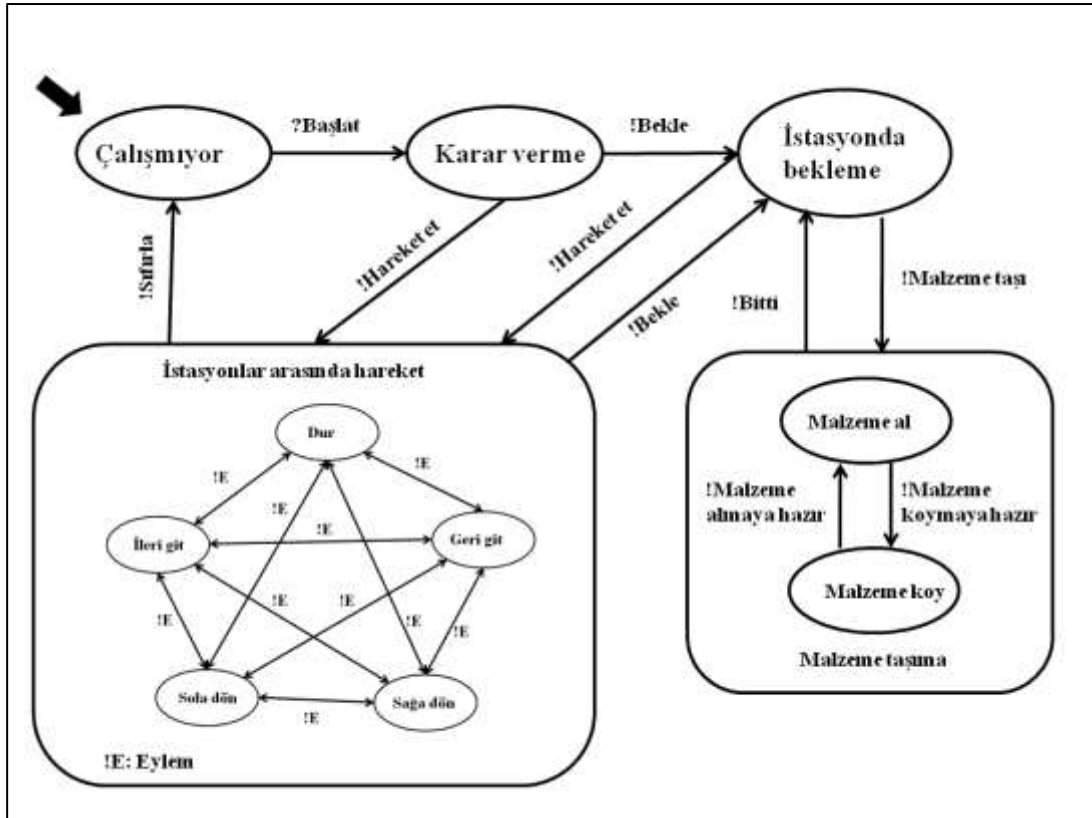 Çalışmıyor
?Başlat
Karar verme
!Bekle
İstasyonda
bekleme
!Sıfırla
!Hareket et
!Hareket et
!Bekle
!Bitti
!Malzeme taşı
İstasyonlar arasında hareket
Dur
!E
!E
!E
!E
İleri git
!E
Geri git
!E
!E
!E
!E
Sola dön
!E
Sağa dön
!E: Eylem
Malzeme al
!Malzeme
almaya hazır
!Malzeme
koymaya hazır
Malzeme koy
Malzeme taşıma